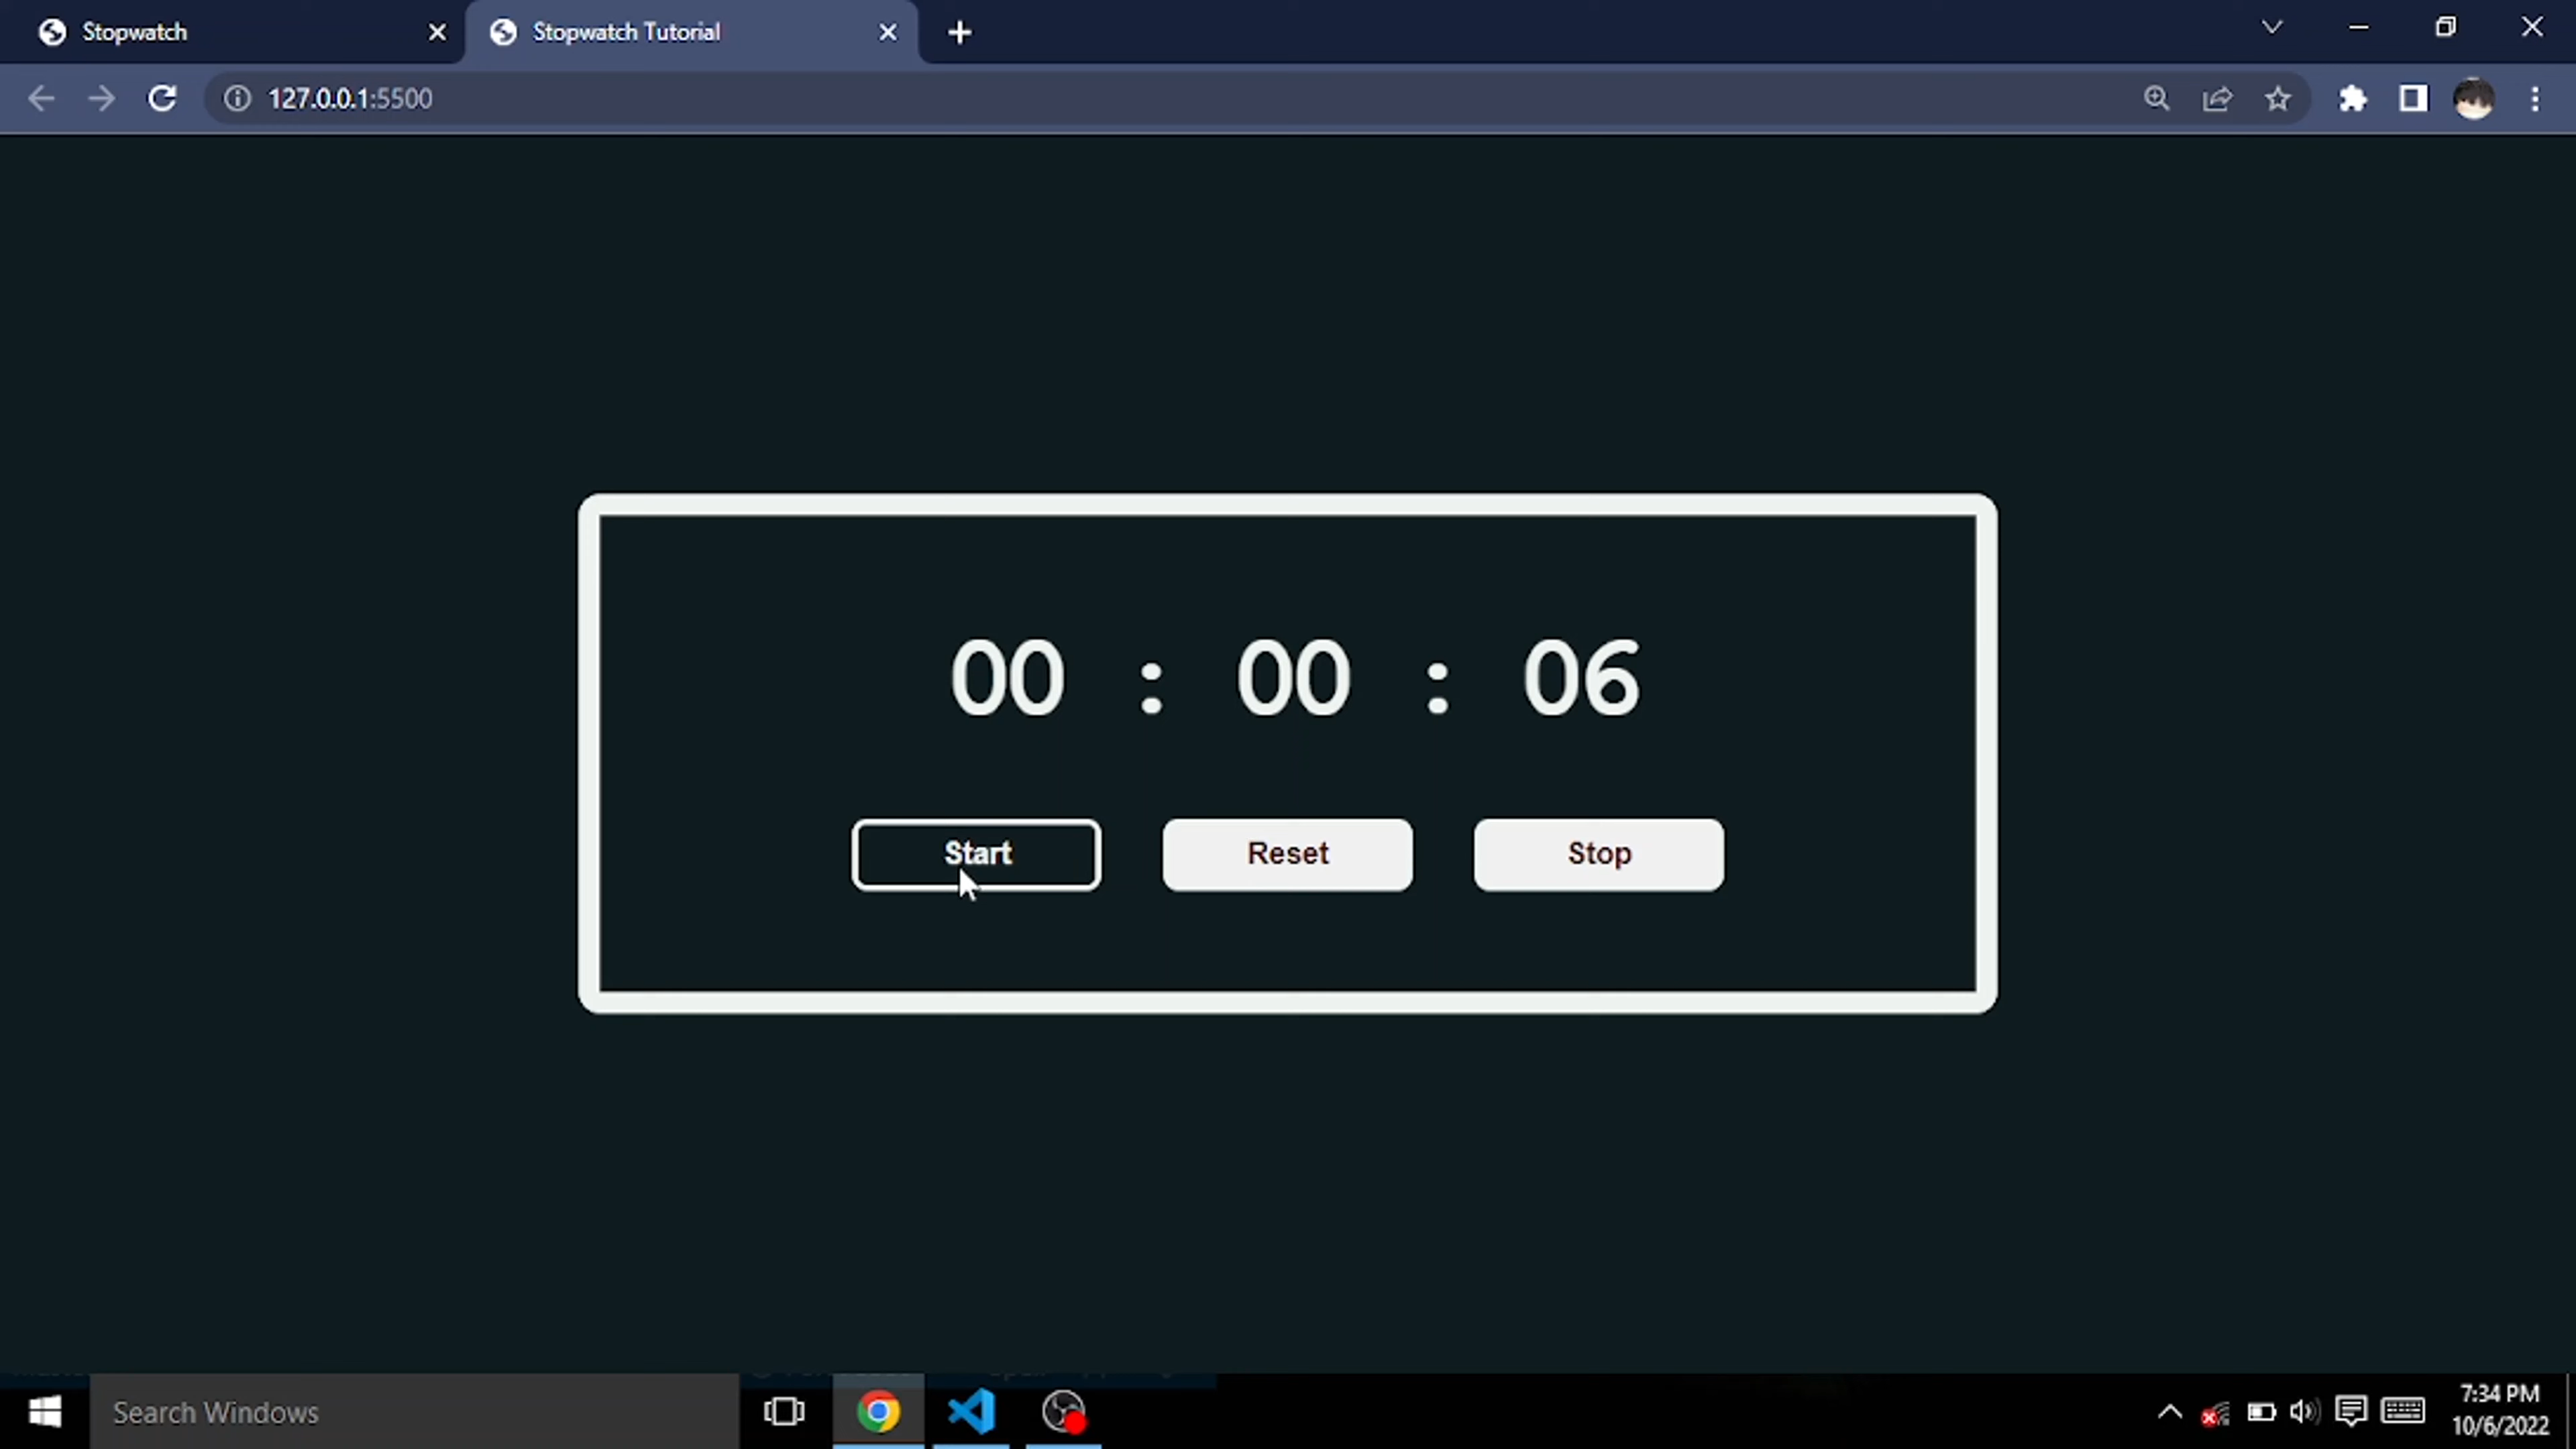 Stopwatch
Stopwatch Tutorial
127.0.0.1:5500
00 : 00 : 06
Start
Reset
Stop
Search Windows
7:34 PM
10/6/2022